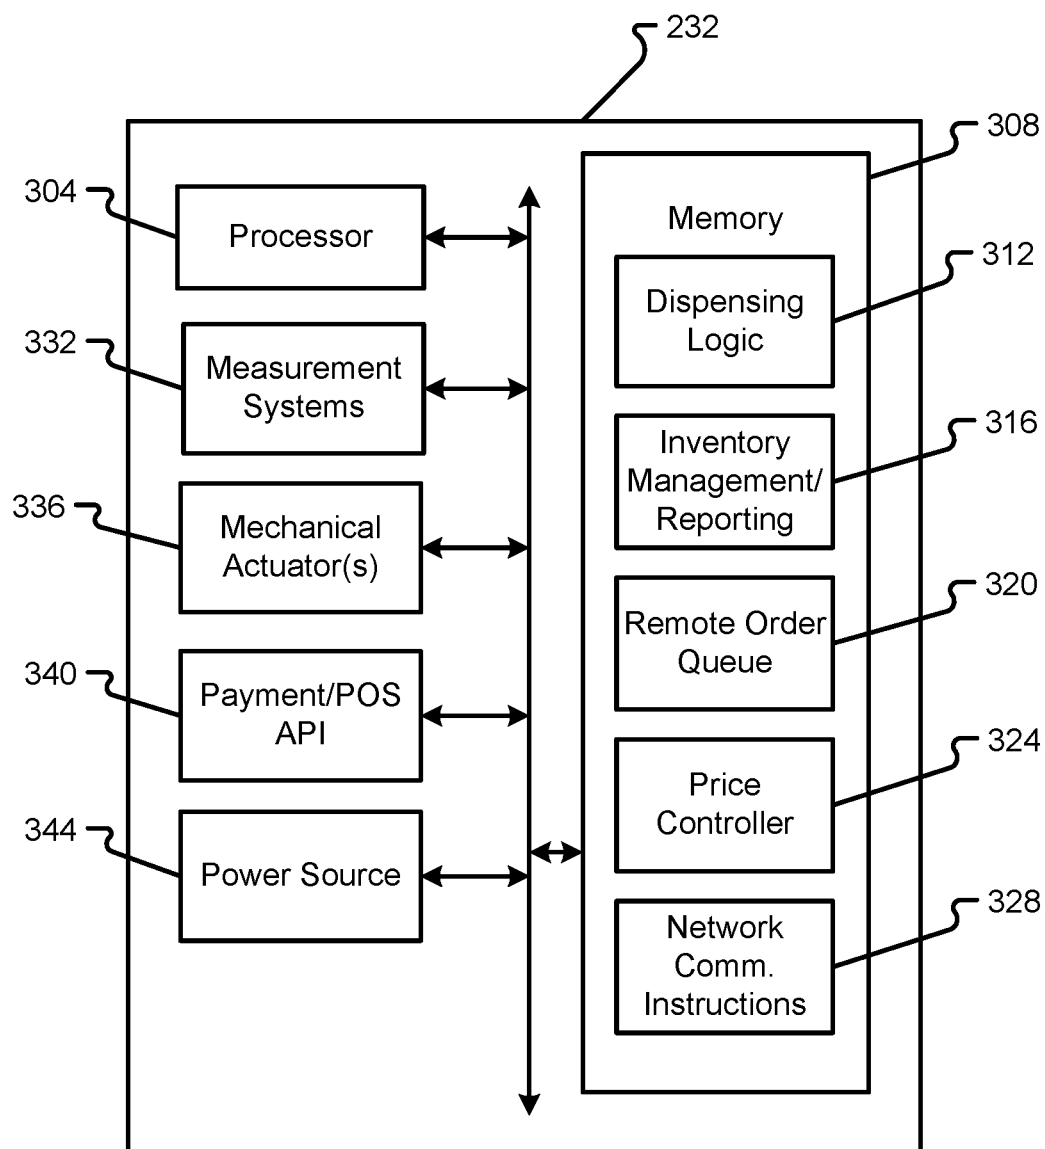 232
308
304
Processor
Memory
312
Dispensing
Logic
332
Measurement
Systems
316
Inventory
Management/
Reporting
336
Mechanical
Actuator(s)
320
Remote Order
Queue
340
Payment/POS
API
324
Price
Controller
344
Power Source
328
Network
Comm.
Instructions